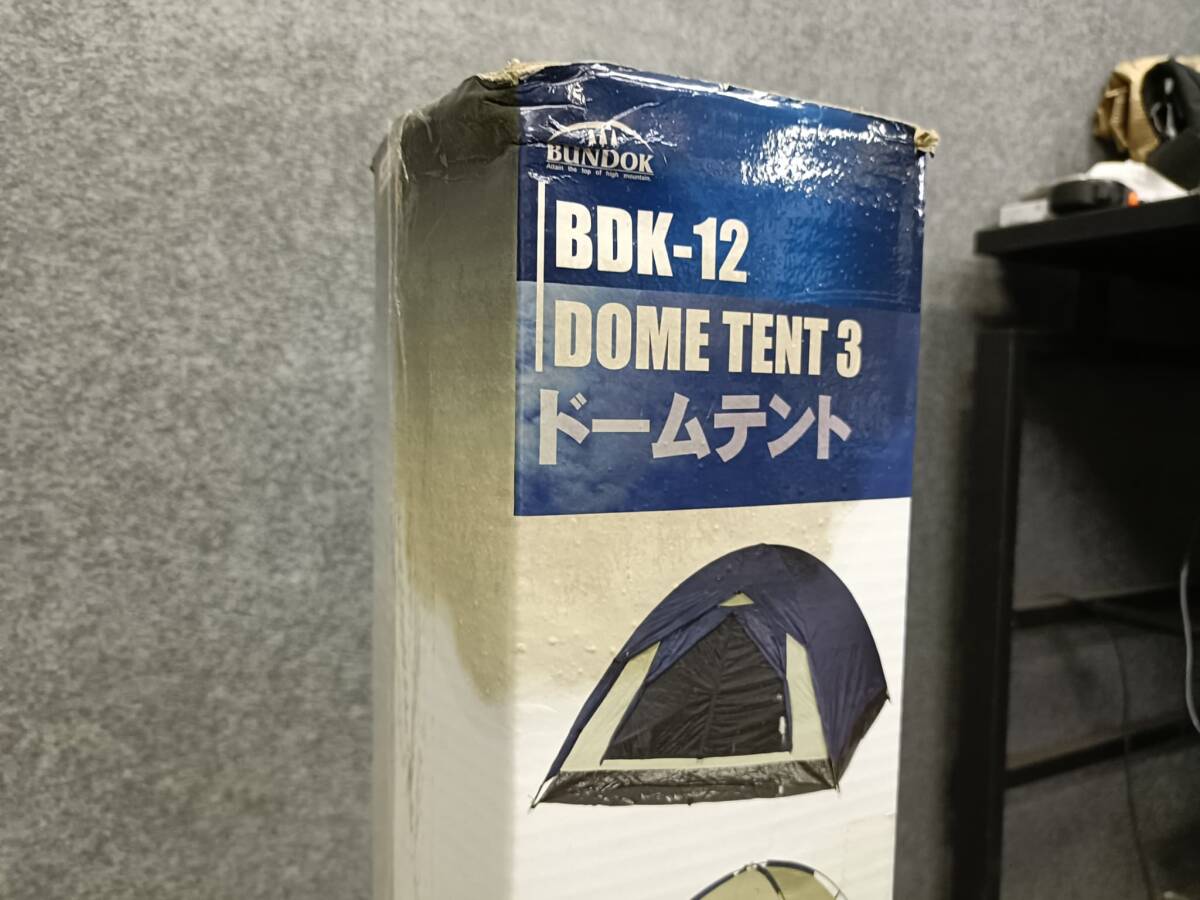 BUNDOK
Attain the top of high mountain.
BDK-12
DOME TENT 3
ドームテント